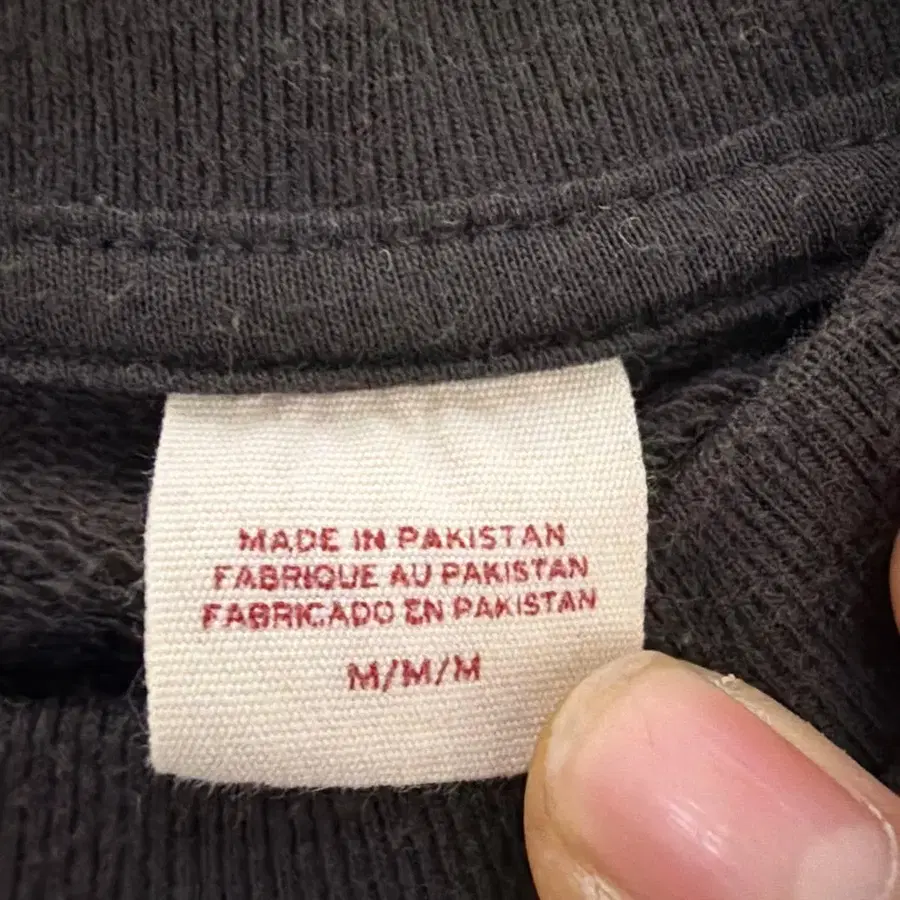 MADE IN PAKISTAN
FABRIQUE AU PAKISTAN
FABRICADO EN PAKISTAN
M/M/M